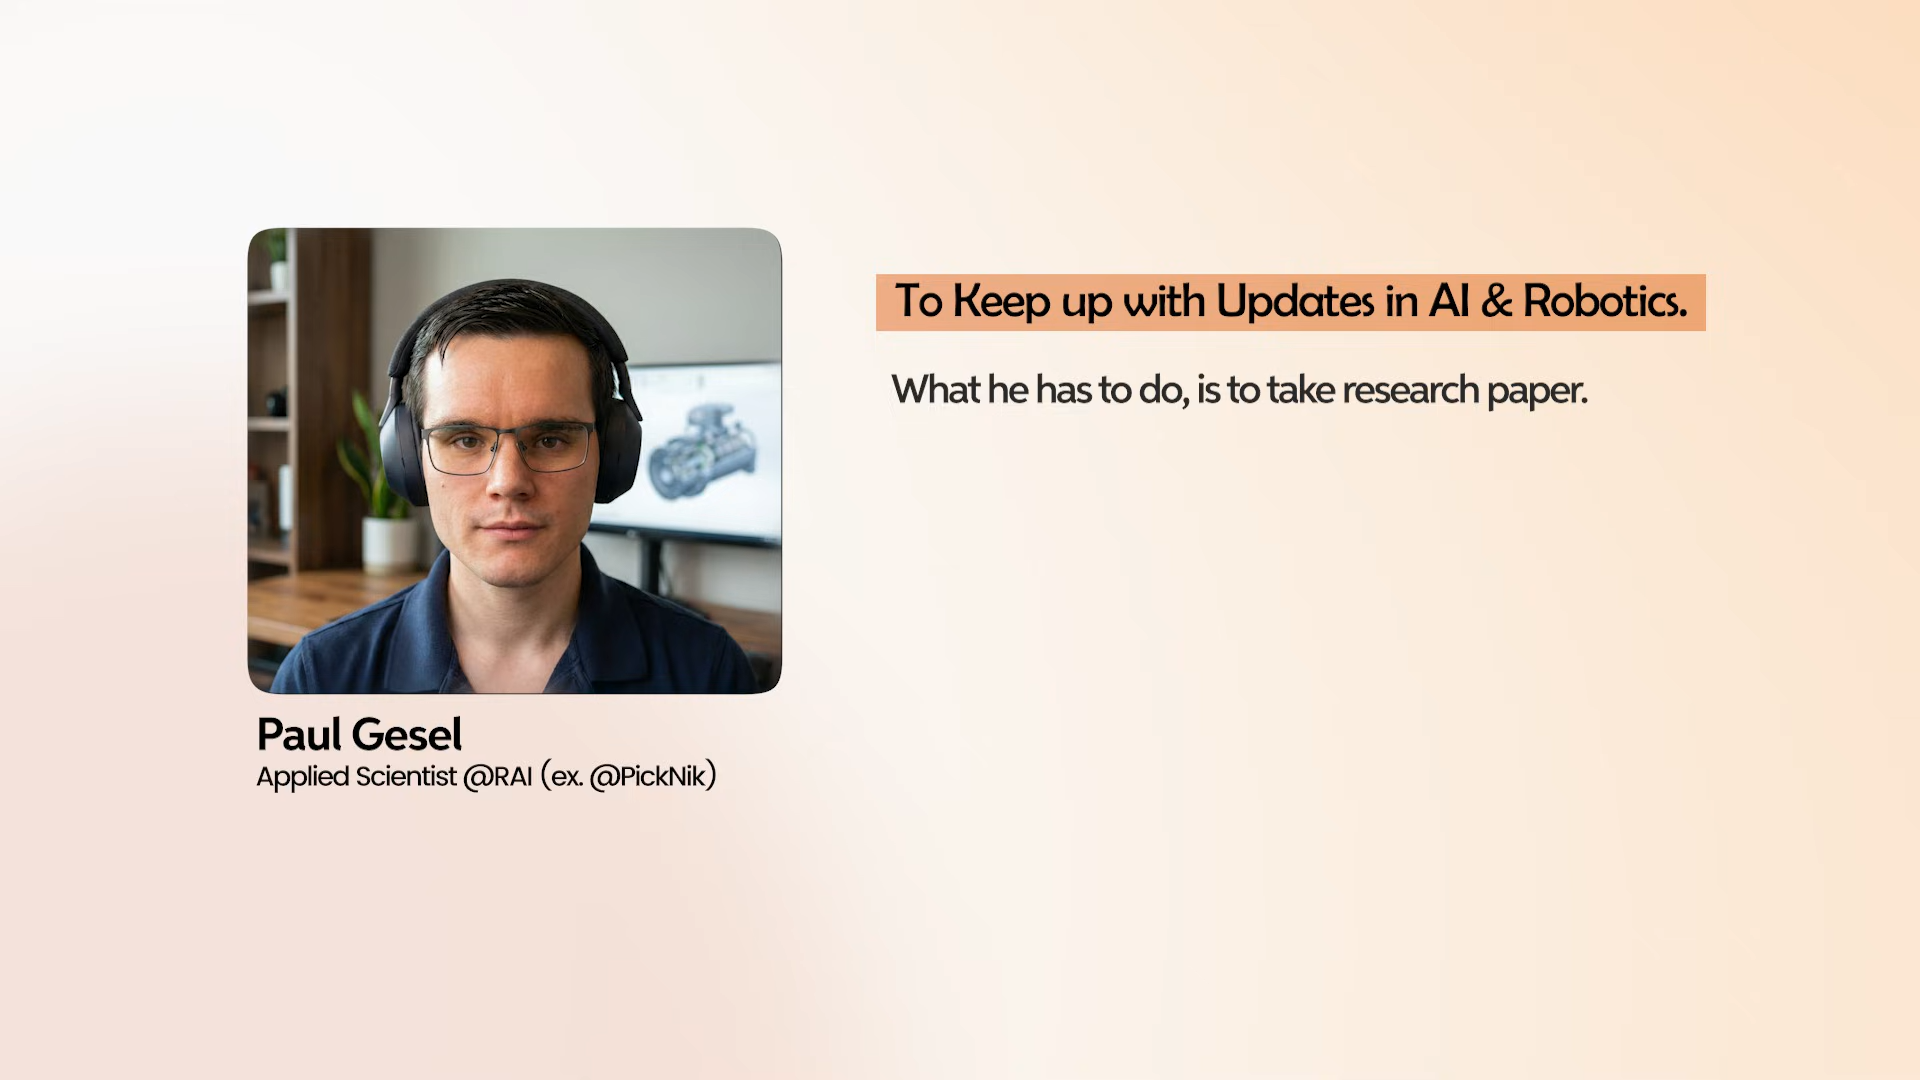 To Keep up with Updates in AI & Robotics.
What he has to do, is to take research paper.
Paul Gesel
Applied Scientist @RAI (ex. @PickNik)